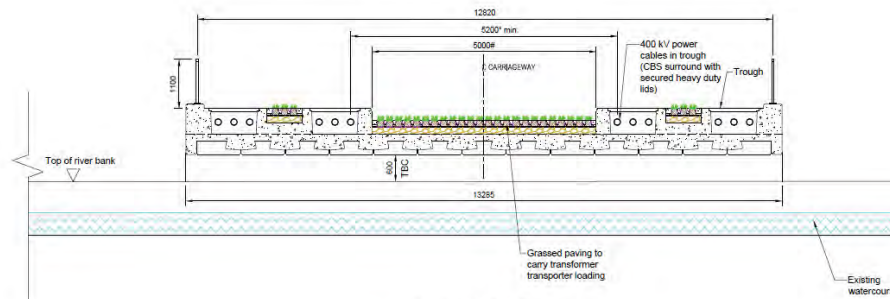 12820
5200* min.
5000#
1100
CARRIAGEWAY
400 kV power
cables in trough
(CBS surround with
secured heavy duty
lids)
Trough
Top of river bank
600
TBC
13285
Grassed paving to
carry transformer
transporter loading
Existing
watercour